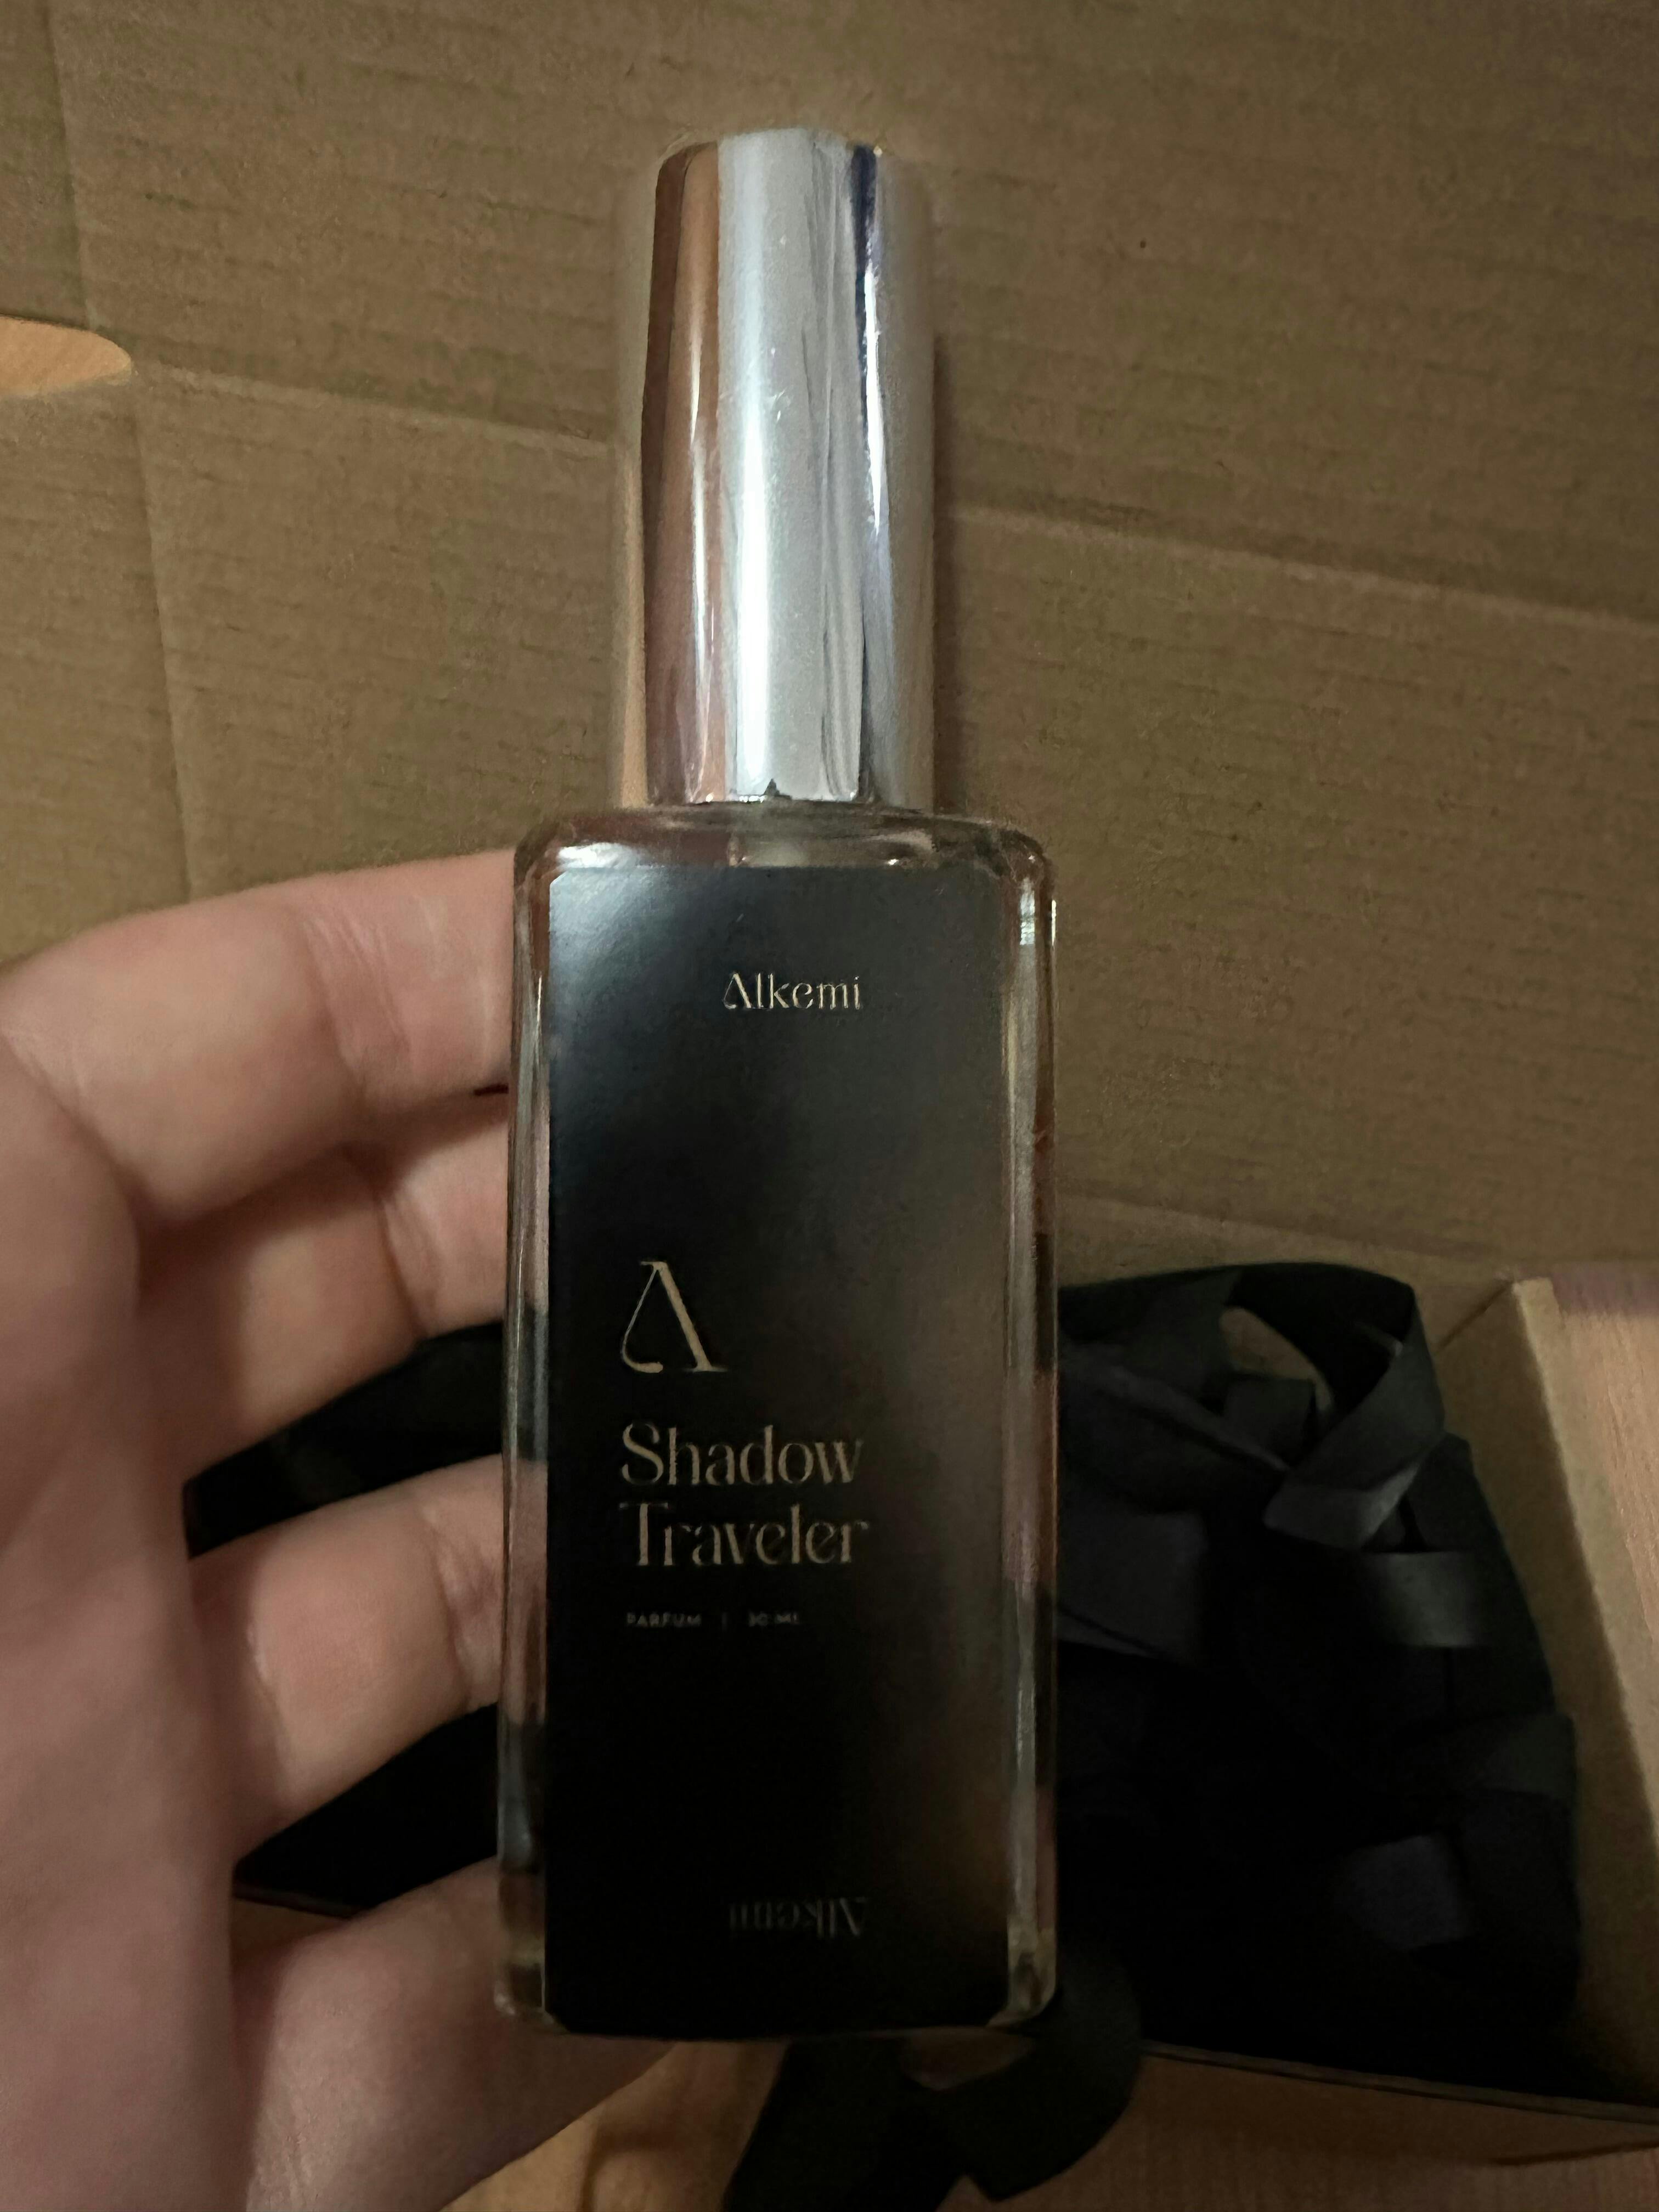 Alkemi
A
Shadow
Traveler
PARFUM | 30 ML
Alkemi